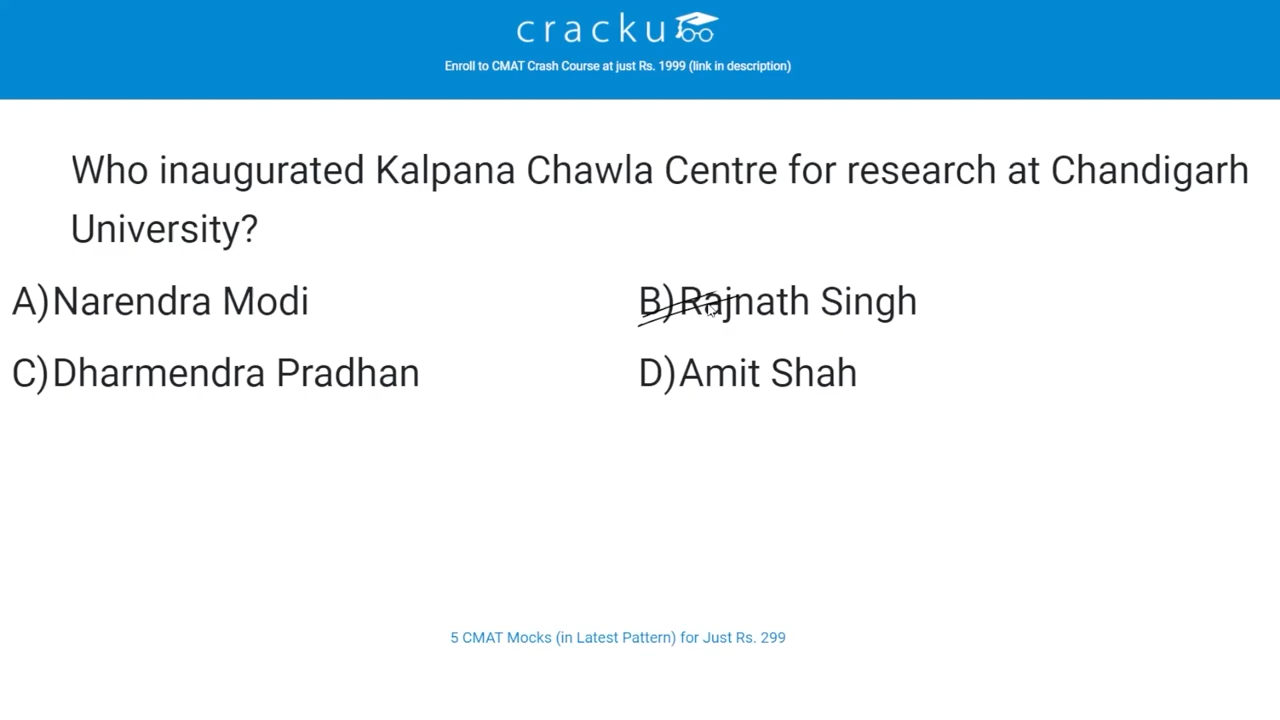 cracku
Enroll to CMAT Crash Course at just Rs. 1999 (link in description)
Who inaugurated Kalpana Chawla Centre for research at Chandigarh
University?
A)Narendra Modi
B)Rajnath Singh
C)Dharmendra Pradhan
D)Amit Shah
5 CMAT Mocks (in Latest Pattern) for Just Rs. 299